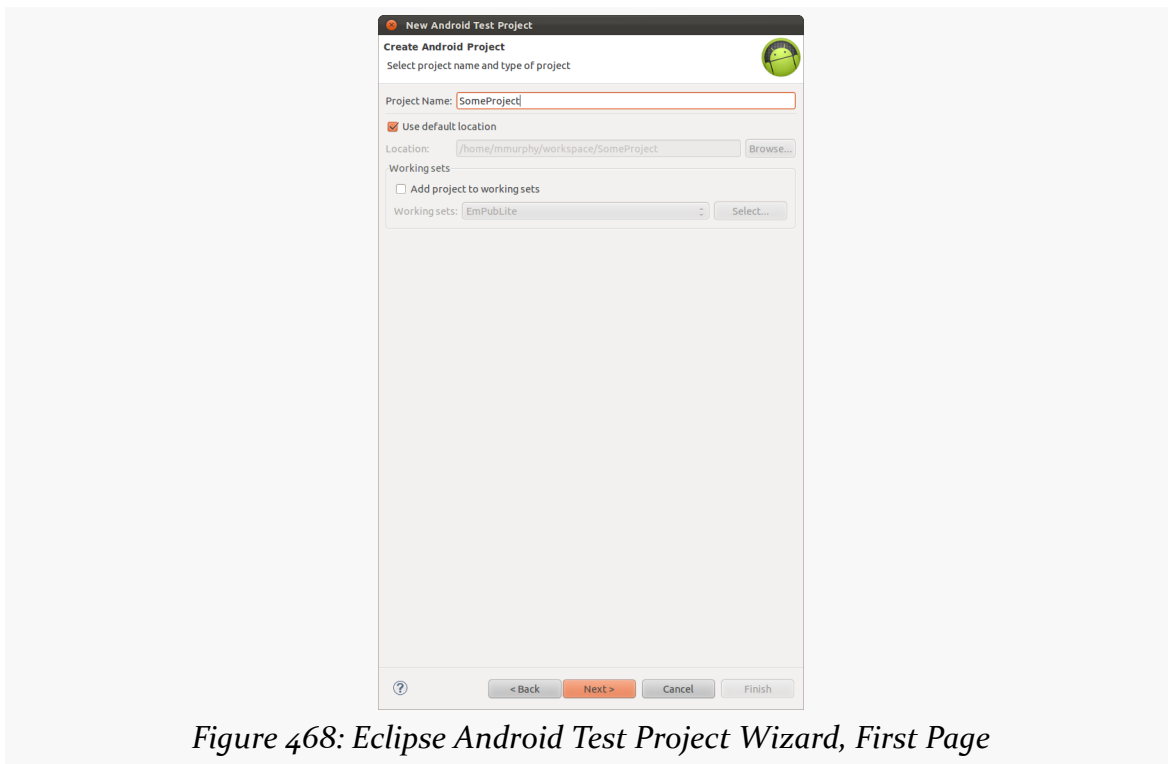 New Android Test Project
Create Android Project
Select project name and type of project
Project Name: SomeProject
Use default location
Location: /home/mmurphy/workspace/SomeProject Browse...
Working sets
Add project to working sets
Working sets: EmPubLite Select...
? < Back Next > Cancel Finish
Figure 468: Eclipse Android Test Project Wizard, First Page